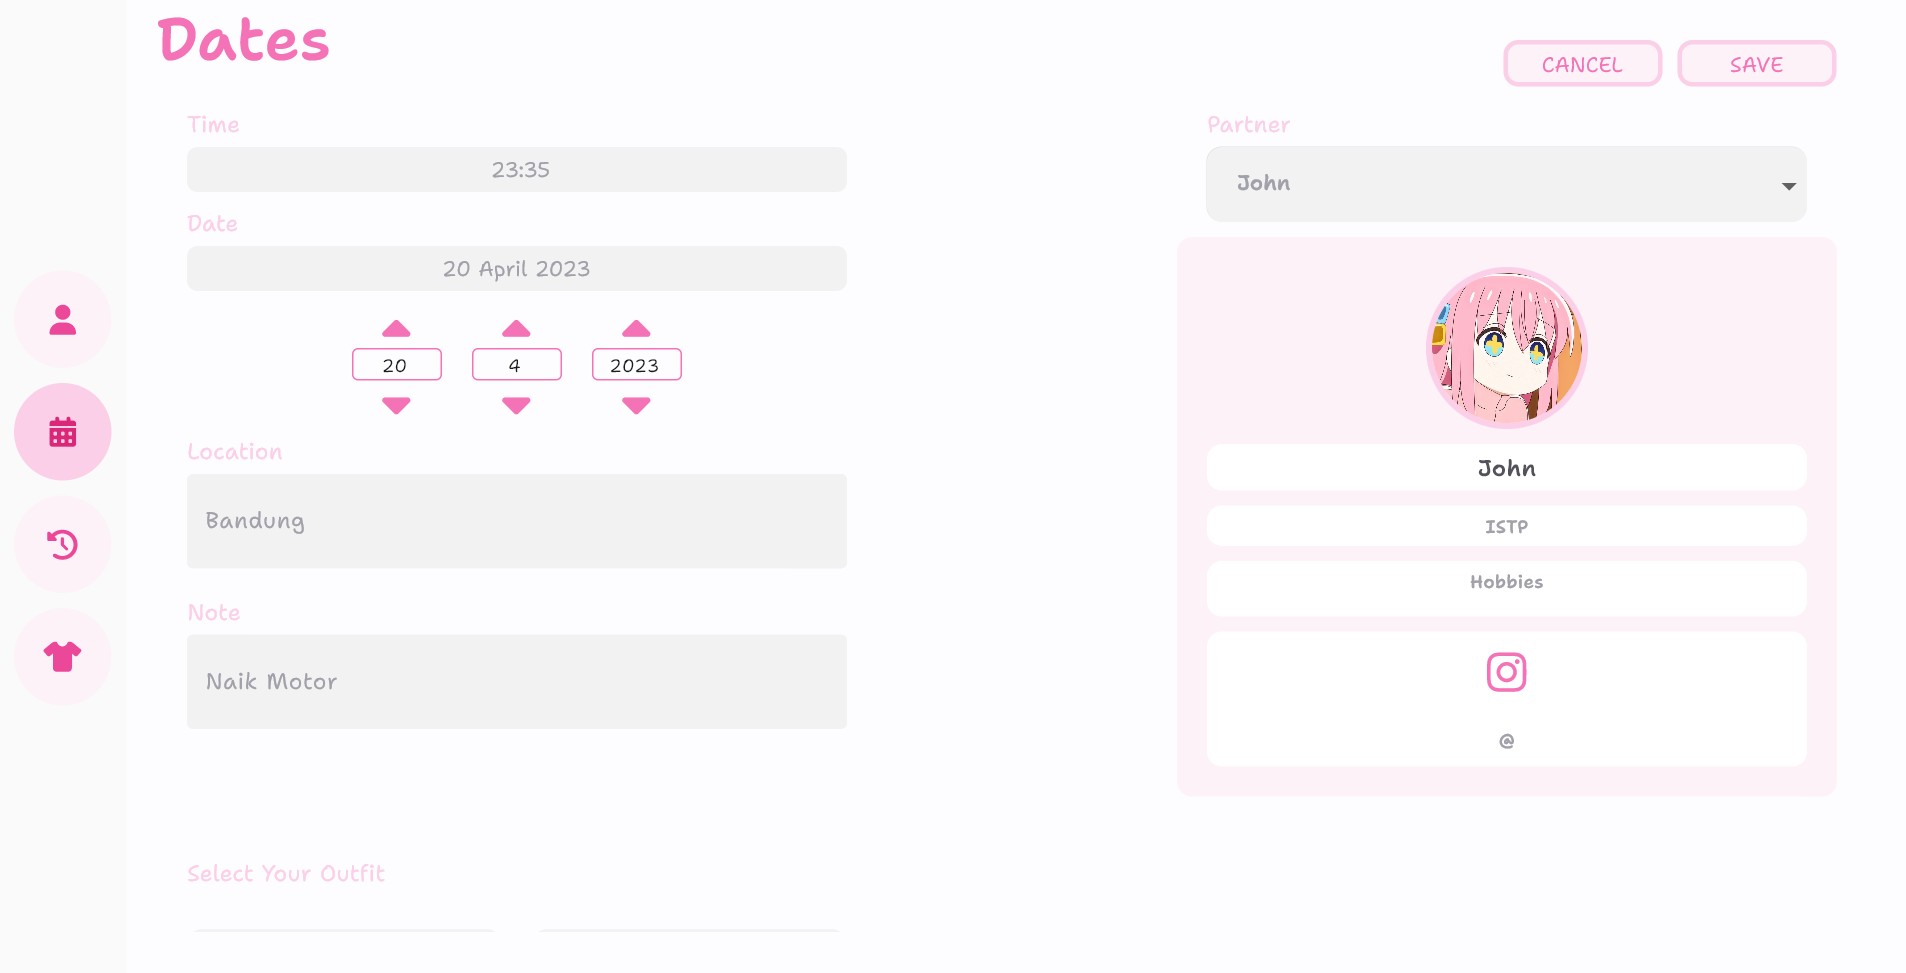 Dates
CANCEL
SAVE
Time
23:35
Date
20 April 2023
20
4
2023
Location
Bandung
Note
Naik Motor
Select Your Outfit
Partner
John
John
ISTP
Hobbies
@